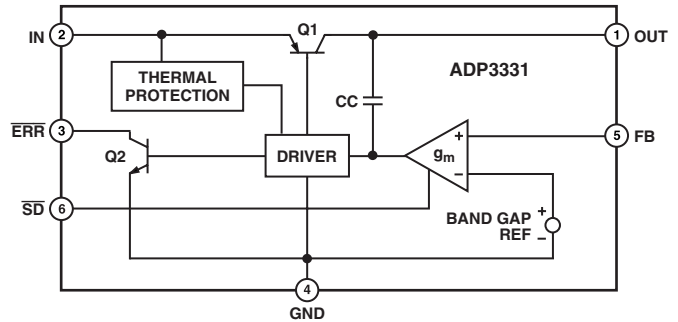 Q1
IN 2
1 OUT
THERMAL
PROTECTION
ADP3331
CC
ERR 3
+
5 FB
Q2
DRIVER
gm
–
SD 6
BAND GAP +
REF –
4
GND